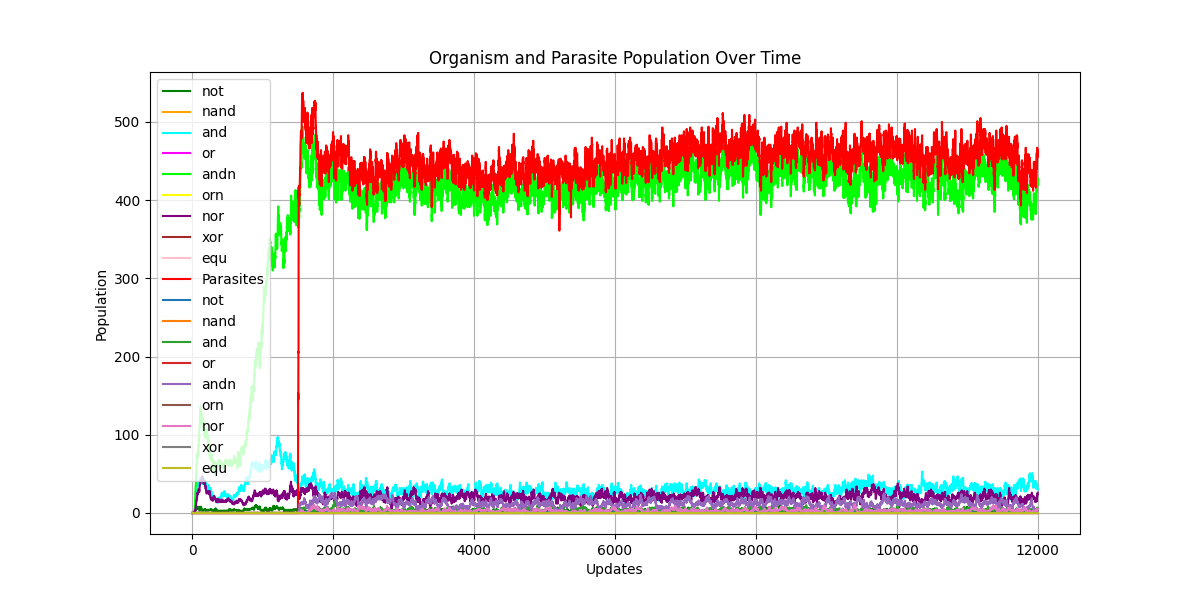 Organism and Parasite Population Over Time
Population
500
400
300
200
100
0
not
nand
and
or
andn
orn
nor
xor
equ
Parasites
not
nand
and
or
andn
orn
nor
xor
equ
0 2000 4000 6000 8000 10000 12000
Updates